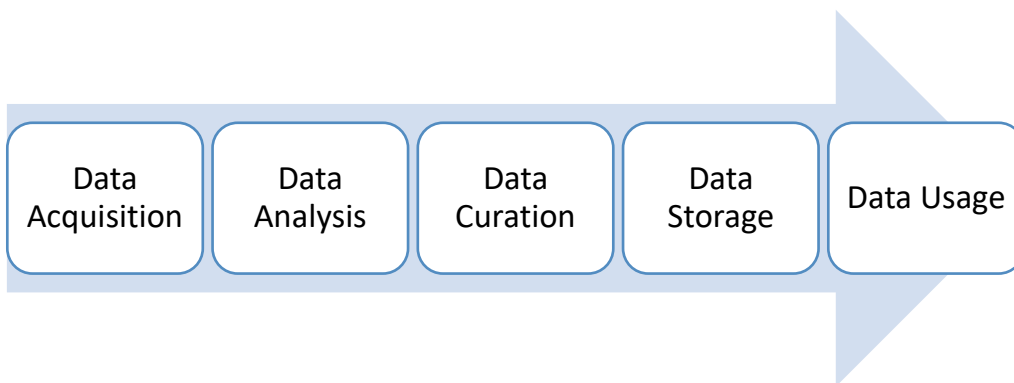 Data
Acquisition
Data
Analysis
Data
Curation
Data
Storage
Data Usage